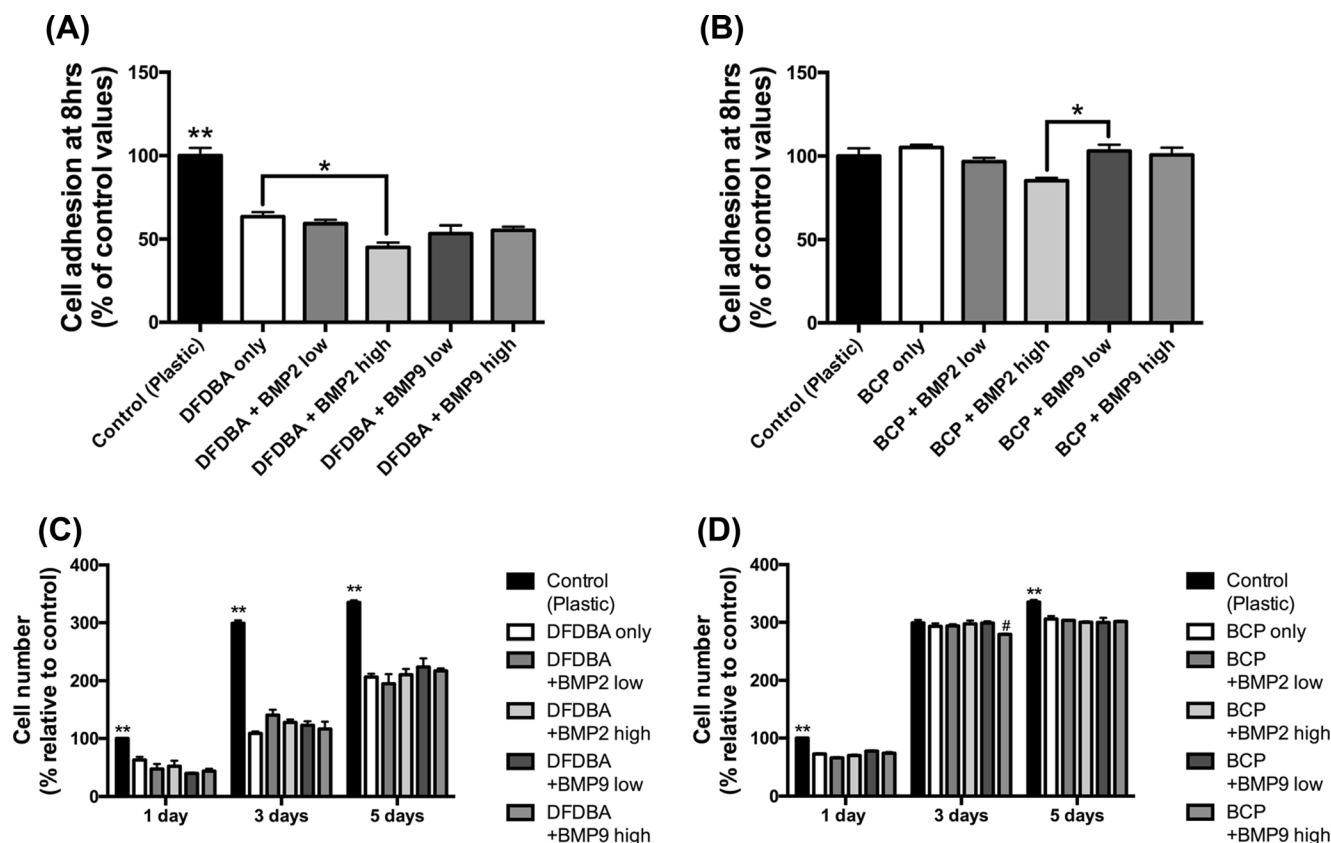 (A)
Cell adhesion at 8hrs
(% of control values)
150
100
50
0
**
*
Control (Plastic)
DFDBA only
DFDBA + BMP2 low
DFDBA + BMP2 high
DFDBA + BMP9 low
DFDBA + BMP9 high
(B)
Cell adhesion at 8hrs
(% of control values)
150
100
50
0
*
Control (Plastic)
BCP only
BCP + BMP2 low
BCP + BMP2 high
BCP + BMP9 low
BCP + BMP9 high
(C)
Cell number
(% relative to control)
400
300
200
100
0
**
**
**
1 day
3 days
5 days
Control
(Plastic)
DFDBA only
DFDBA
+BMP2 low
DFDBA
+BMP2 high
DFDBA
+BMP9 low
DFDBA
+BMP9 high
(D)
Cell number
(% relative to control)
400
300
200
100
0
**
#
**
1 day
3 days
5 days
Control
(Plastic)
BCP only
BCP
+BMP2 low
BCP
+BMP2 high
BCP
+BMP9 low
BCP
+BMP9 high